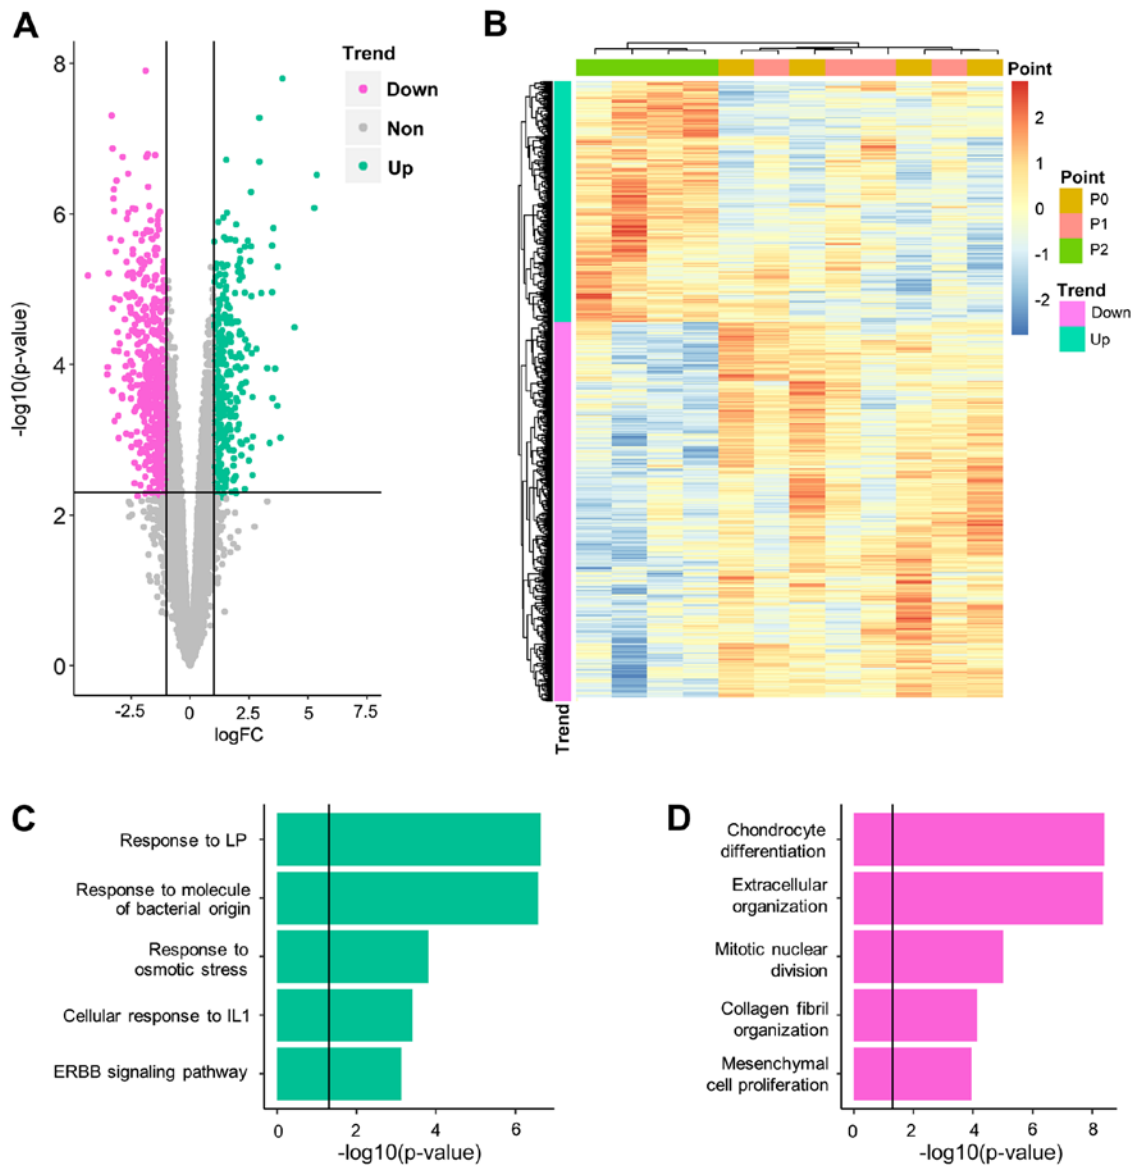 A
Trend
Down
Non
Up
8
6
4
2
0
-log10(p-value)
-2.5
0
2.5
5
7.5
logFC
B
Point
2
1
0
-1
-2
Point
P0
P1
P2
Trend
Down
Up
Trend
C
Response to LP
Response to molecule
of bacterial origin
Response to
osmotic stress
Cellular response to IL1
ERBB signaling pathway
0
2
4
6
-log10(p-value)
D
Chondrocyte
differentiation
Extracellular
organization
Mitotic nuclear
division
Collagen fibril
organization
Mesenchymal
cell proliferation
0
2
4
6
8
-log10(p-value)